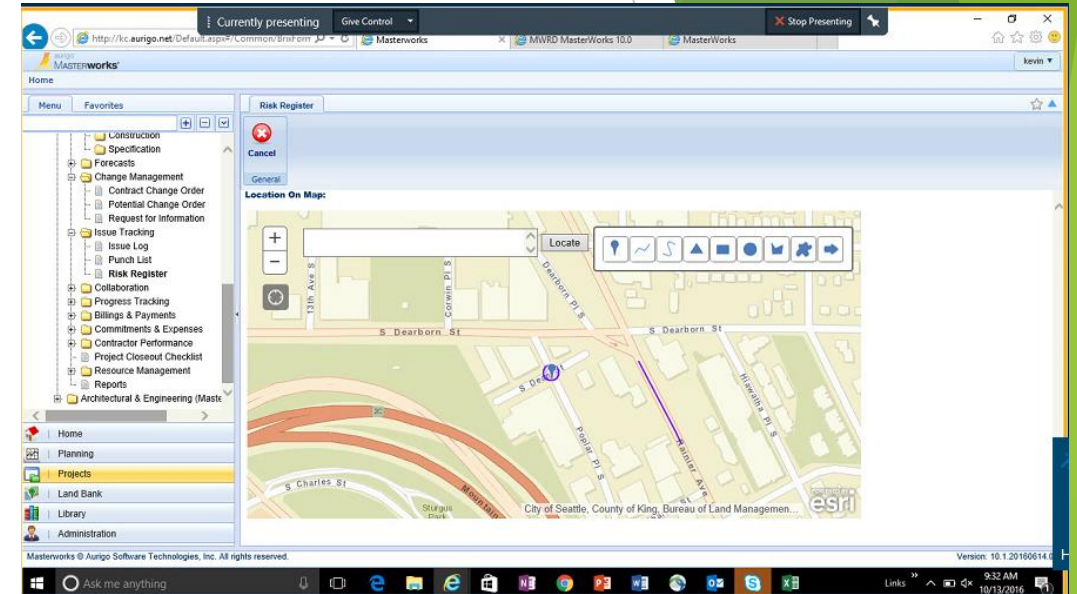 Currently presenting Give Control Stop Presenting
http://kc.aurigo.net/Default.aspx#/Common/BrixForm Masterworks MWRD MasterWorks 10.0 MasterWorks
aurigo
MASTERworks
kevin
Home
Menu Favorites
Risk Register
Cancel
General
Location On Map:
Construction
Specification
Forecasts
Change Management
Contract Change Order
Potential Change Order
Request for Information
Issue Tracking
Issue Log
Punch List
Risk Register
Collaboration
Progress Tracking
Billings & Payments
Commitments & Expenses
Contractor Performance
Project Closeout Checklist
Resource Management
Reports
Architectural & Engineering (Maste
Home
Planning
Projects
Land Bank
Library
Administration
+
−
Locate
13th Ave S
Corwin Pl S
Dearborn Pl S
S Dearborn St
S Dearborn St
Hiawatha Pl S
Poplar Pl S
Rainier Ave
S Charles St
Sturgus
Park
City of Seattle, County of King, Bureau of Land Managemen...
esri
Masterworks © Aurigo Software Technologies, Inc. All rights reserved.
Version: 10.1.20160614.0
Ask me anything
Links
9:32 AM
10/13/2016